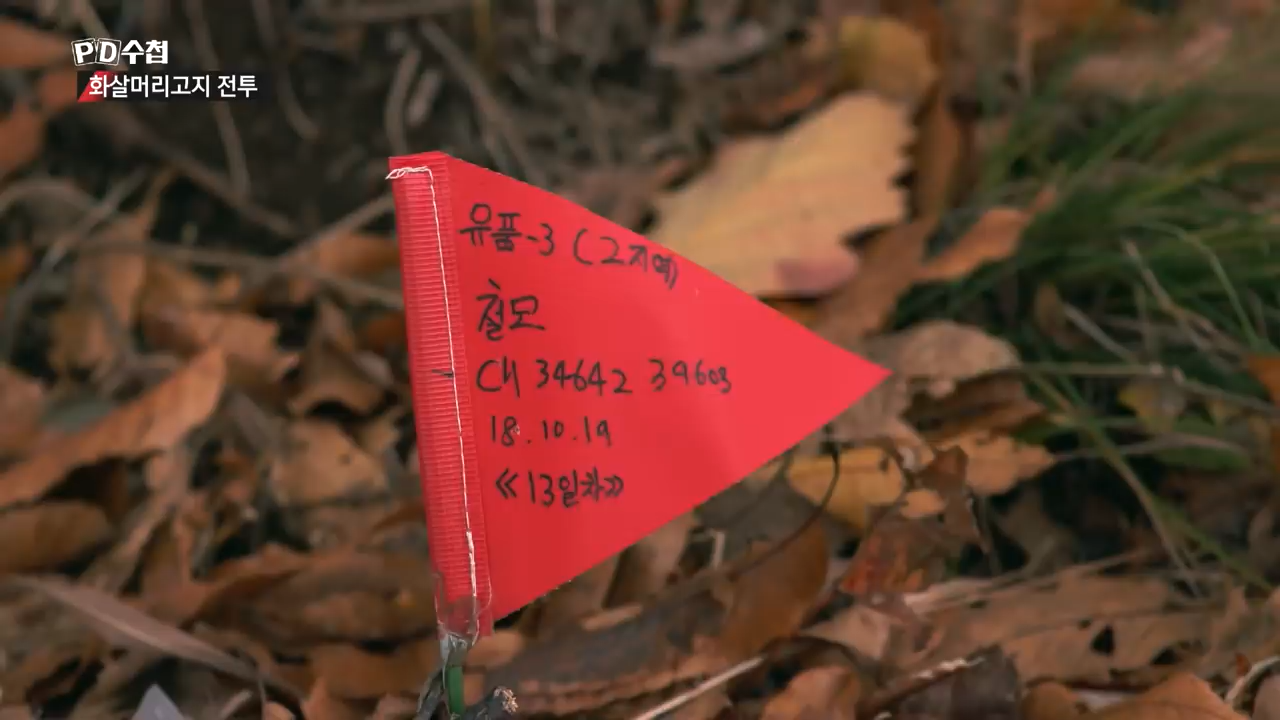 PD수첩
화살머리고지 전투
유품-3 (2지역)
철모
CH 34642 39603
18.10.19
《13일차》